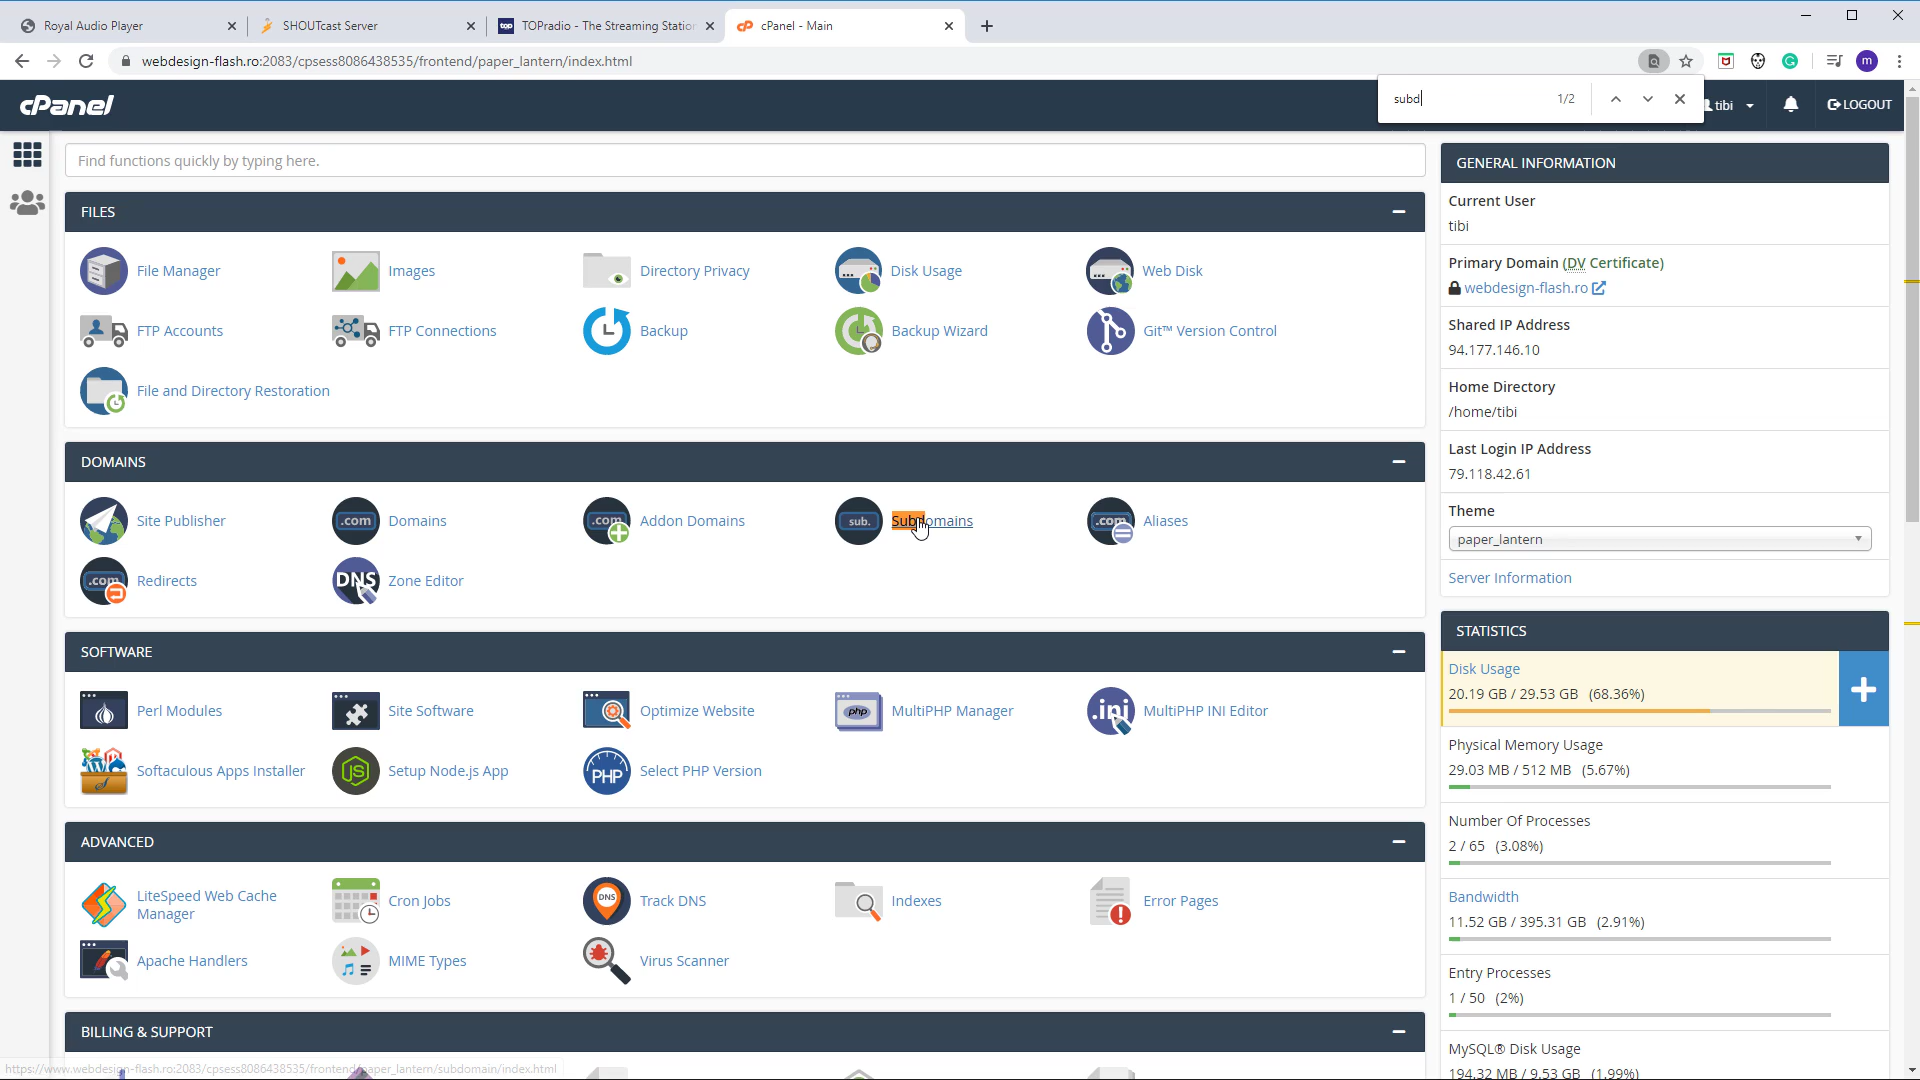 Royal Audio Player
SHOUTcast Server
top TOPradio - The Streaming Station
cPanel - Main
webdesign-flash.ro:2083/cpsess8086438535/frontend/paper_lantern/index.html
m
subd 1/2
cPanel
tibi
LOGOUT
Find functions quickly by typing here.
FILES
File Manager
Images
Directory Privacy
Disk Usage
Web Disk
FTP Accounts
FTP Connections
Backup
Backup Wizard
Git™ Version Control
File and Directory Restoration
DOMAINS
Site Publisher
.com Domains
.com Addon Domains
sub. Subdomains
.com Aliases
.com Redirects
DNS Zone Editor
SOFTWARE
Perl Modules
Site Software
Optimize Website
php MultiPHP Manager
.ini MultiPHP INI Editor
Softaculous Apps Installer
JS Setup Node.js App
PHP Select PHP Version
ADVANCED
LiteSpeed Web Cache
Manager
Cron Jobs
DNS Track DNS
Indexes
Error Pages
Apache Handlers
MIME Types
Virus Scanner
BILLING & SUPPORT
GENERAL INFORMATION
Current User
tibi
Primary Domain (DV Certificate)
webdesign-flash.ro
Shared IP Address
94.177.146.10
Home Directory
/home/tibi
Last Login IP Address
79.118.42.61
Theme
paper_lantern
Server Information
STATISTICS
Disk Usage
20.19 GB / 29.53 GB (68.36%)
Physical Memory Usage
29.03 MB / 512 MB (5.67%)
Number Of Processes
2 / 65 (3.08%)
Bandwidth
11.52 GB / 395.31 GB (2.91%)
Entry Processes
1 / 50 (2%)
MySQL® Disk Usage
194.32 MB / 9.53 GB (1.99%)
https://www.webdesign-flash.ro:2083/cpsess8086438535/frontend/paper_lantern/subdomain/index.html